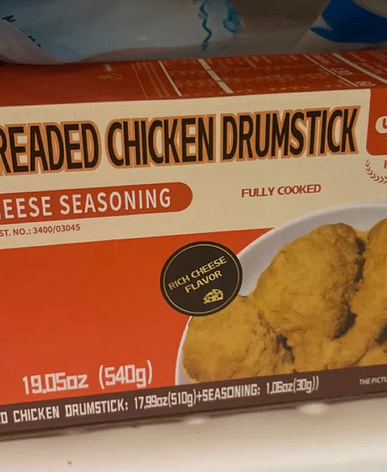 READED CHICKEN DRUMSTICK
HEESE SEASONING
FULLY COOKED
ST. NO.: 3400/03045
RICH CHEESE
FLAVOR
19.05oz (540g)
D CHICKEN DRUMSTICK: 17.99oz(510g)+SEASONING: 1.06oz(30g))
THE PICTU